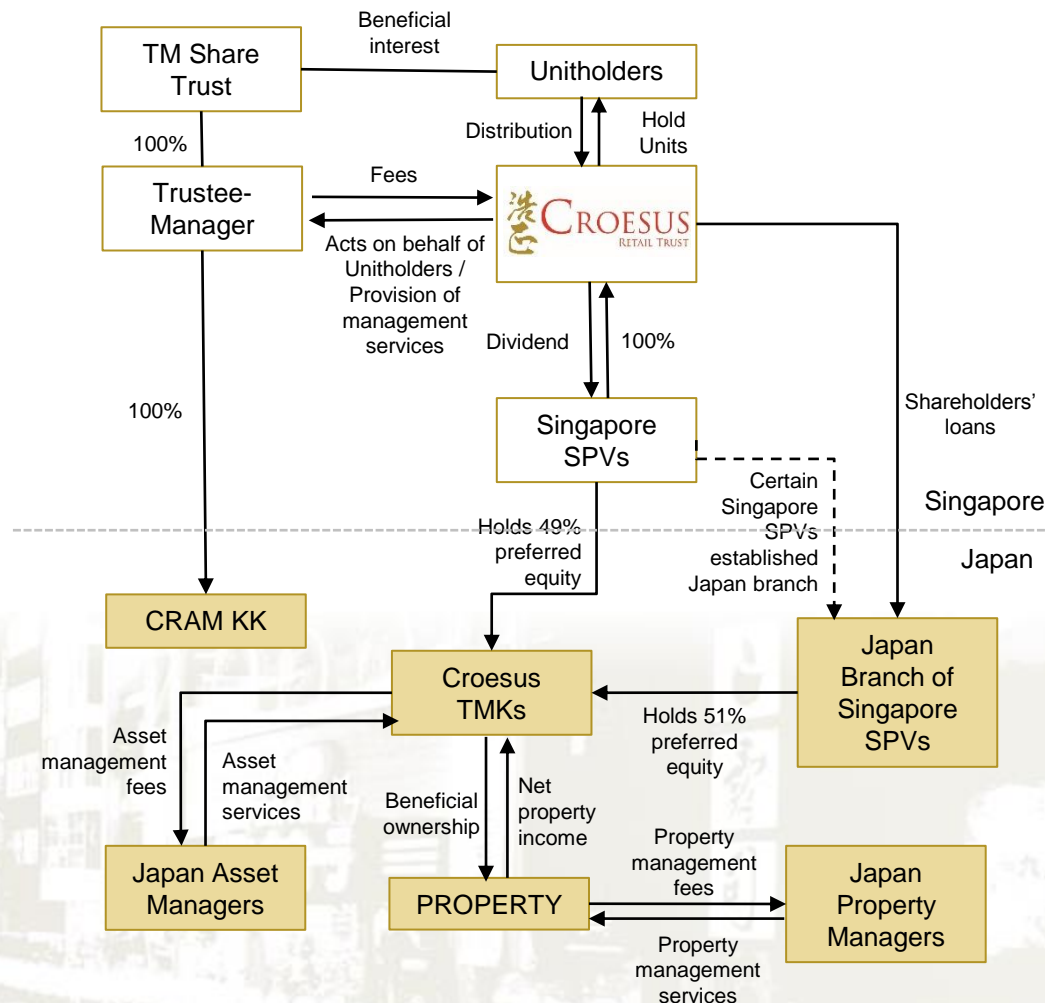 Beneficial
interest
TM Share
Trust
Unitholders
Distribution
Hold
Units
100%
Trustee-
Manager
Fees
浩正
CROESUS
RETAIL TRUST
Acts on behalf of
Unitholders /
Provision of
management
services
Dividend
100%
100%
Singapore
SPVs
Shareholders'
loans
Certain
Singapore
SPVs
established
Japan branch
Singapore
Holds 49%
preferred
equity
Japan
CRAM KK
Croesus
TMKs
Japan
Branch of
Singapore
SPVs
Holds 51%
preferred
equity
Asset
management
fees
Asset
management
services
Beneficial
ownership
Net
property
income
Property
management
fees
Japan Asset
Managers
PROPERTY
Japan
Property
Managers
Property
management
services